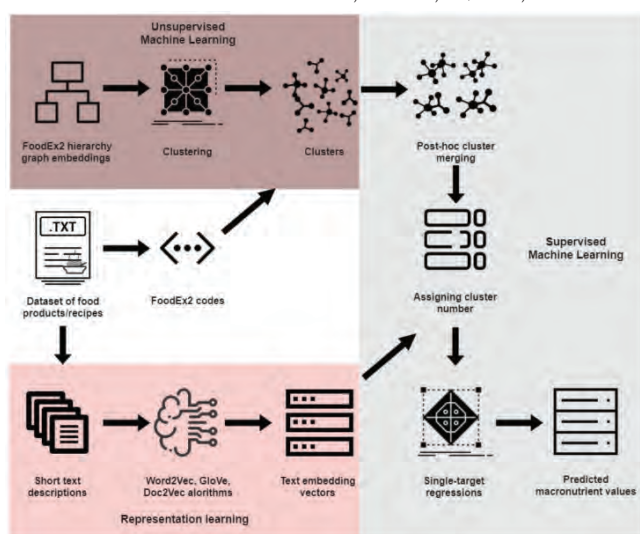 Unsupervised
Machine Learning
FoodEx2 hierarchy
graph embeddings
Clustering
Clusters
Post-hoc cluster
merging
.TXT
Dataset of food
products/recipes
FoodEx2 codes
Assigning cluster
number
Supervised
Machine Learning
Short text
descriptions
Word2Vec, GloVe,
Doc2Vec alorithms
Text embedding
vectors
Single-target
regressions
Predicted
macronutrient values
Representation learning